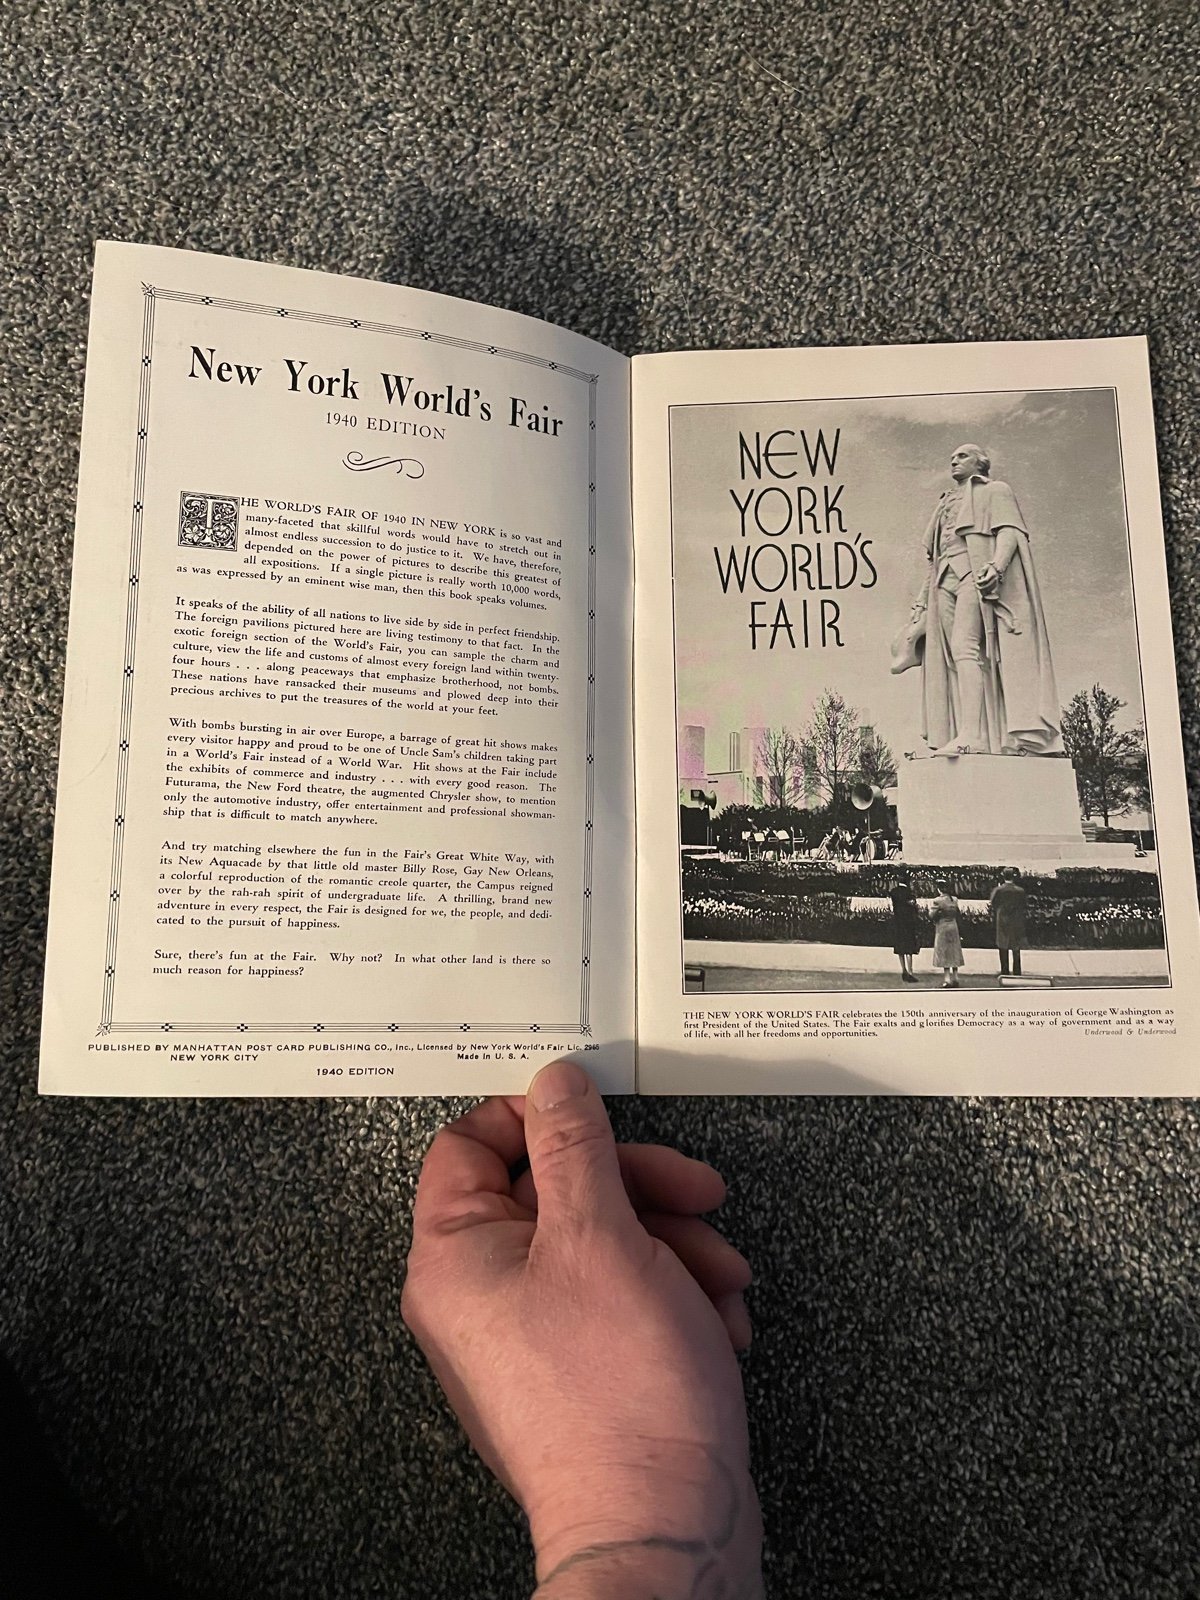 New York World's Fair
1940 EDITION
THE WORLD'S FAIR OF 1940 IN NEW YORK is so vast and
many-faceted that skillful words would have to stretch out in
almost endless succession to do justice to it. We have, therefore,
depended on the power of pictures to describe this greatest of
all expositions. If a single picture is really worth 10,000 words,
as was expressed by an eminent wise man, then this book speaks volumes.
It speaks of the ability of all nations to live side by side in perfect friendship.
The foreign pavilions pictured here are living testimony to that fact. In the
exotic foreign section of the World's Fair, you can sample the charm and
culture, view the life and customs of almost every foreign land within twenty-
four hours . . . along peaceways that emphasize brotherhood, not bombs.
These nations have ransacked their museums and plowed deep into their
precious archives to put the treasures of the world at your feet.
With bombs bursting in air over Europe, a barrage of great hit shows makes
every visitor happy and proud to be one of Uncle Sam's children taking part
in a World's Fair instead of a World War. Hit shows at the Fair include
the exhibits of commerce and industry . . . with every good reason. The
Futurama, the New Ford theatre, the augmented Chrysler show, to mention
only the automotive industry, offer entertainment and professional showman-
ship that is difficult to match anywhere.
And try matching elsewhere the fun in the Fair's Great White Way, with
its New Aquacade by that little old master Billy Rose, Gay New Orleans,
a colorful reproduction of the romantic creole quarter, the Campus reigned
over by the rah-rah spirit of undergraduate life. A thrilling, brand new
adventure in every respect, the Fair is designed for we, the people, and dedi-
cated to the pursuit of happiness.
Sure, there's fun at the Fair. Why not? In what other land is there so
much reason for happiness?
PUBLISHED BY MANHATTAN POST CARD PUBLISHING CO., Inc., Licensed by New York World's Fair Lic. 2946
NEW YORK CITY Made in U. S. A.
1940 EDITION
NEW
YORK
WORLD'S
FAIR
THE NEW YORK WORLD'S FAIR celebrates the 150th anniversary of the inauguration of George Washington as
first President of the United States. The Fair exalts and glorifies Democracy as a way of government and as a way
of life, with all her freedoms and opportunities. Underwood & Underwood